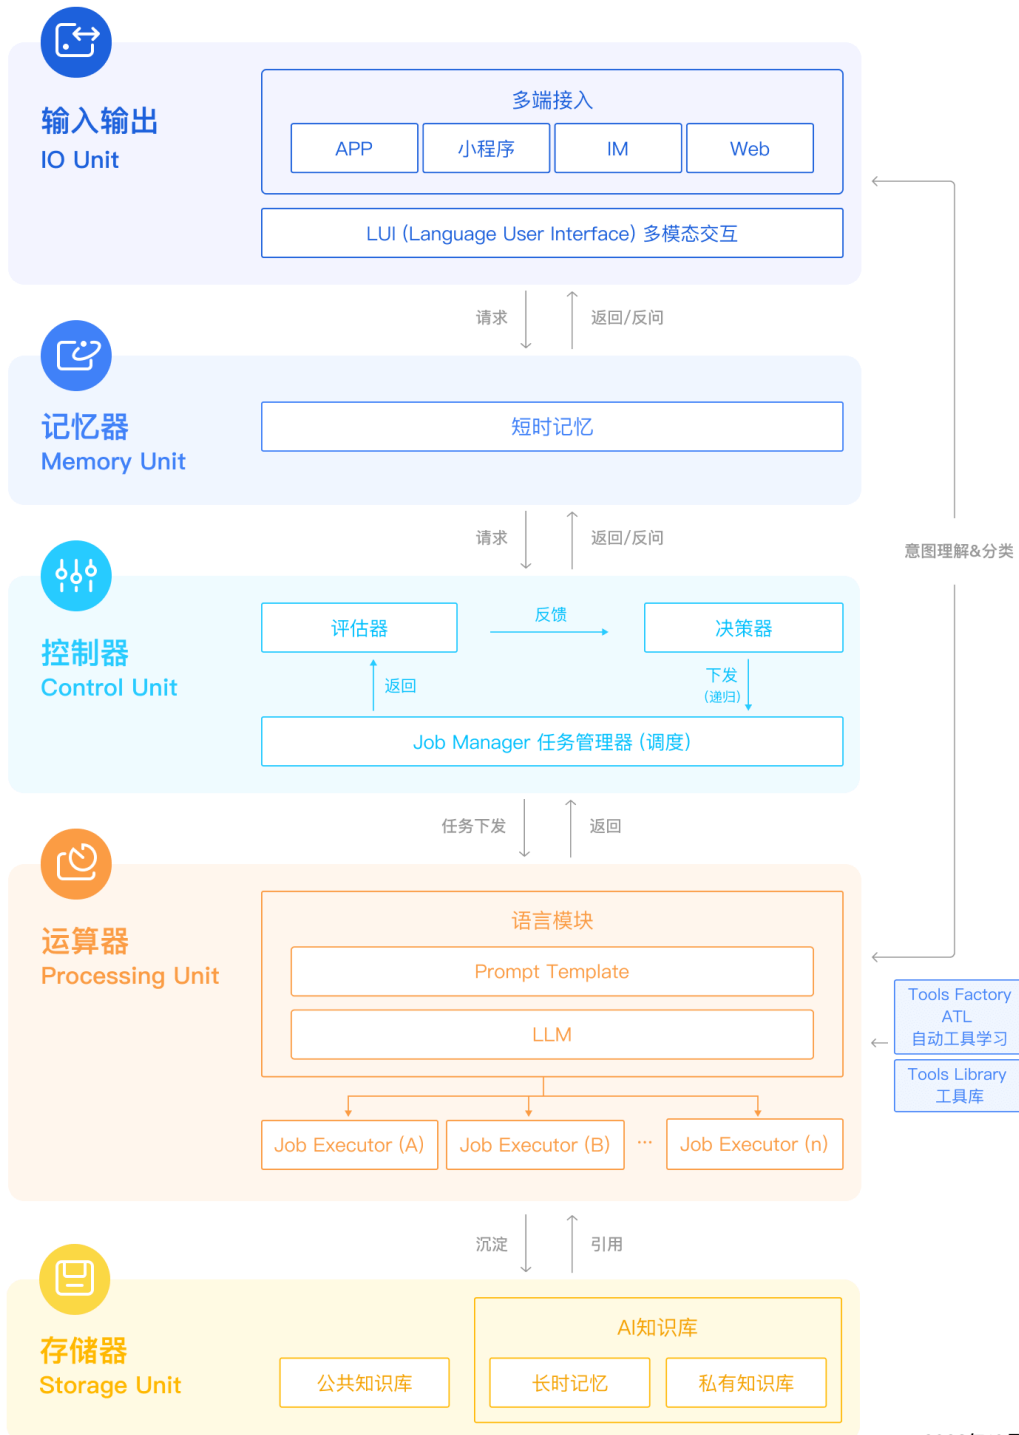 输入输出
IO Unit
多端接入
APP
小程序
IM
Web
LUI (Language User Interface) 多模态交互
请求
返回/反问
记忆器
Memory Unit
短时记忆
请求
返回/反问
意图理解&分类
控制器
Control Unit
评估器
反馈
决策器
返回
下发
(递归)
Job Manager 任务管理器 (调度)
任务下发
返回
运算器
Processing Unit
语言模块
Prompt Template
LLM
Job Executor (A)
Job Executor (B)
...
Job Executor (n)
Tools Factory
ATL
自动工具学习
Tools Library
工具库
沉淀
引用
存储器
Storage Unit
公共知识库
AI知识库
长时记忆
私有知识库